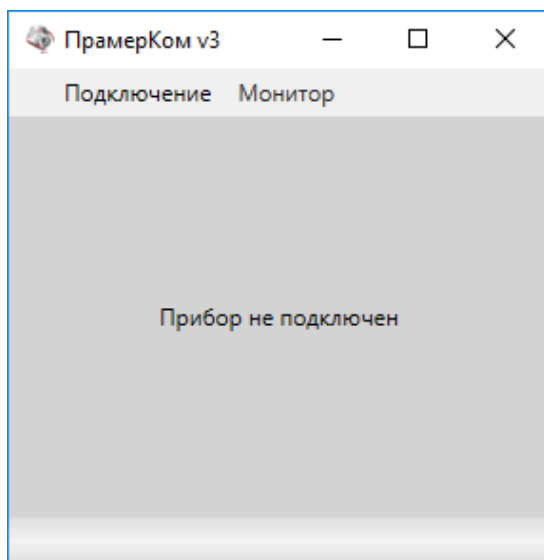 ПрамерКом v3
Подключение Монитор
Прибор не подключен